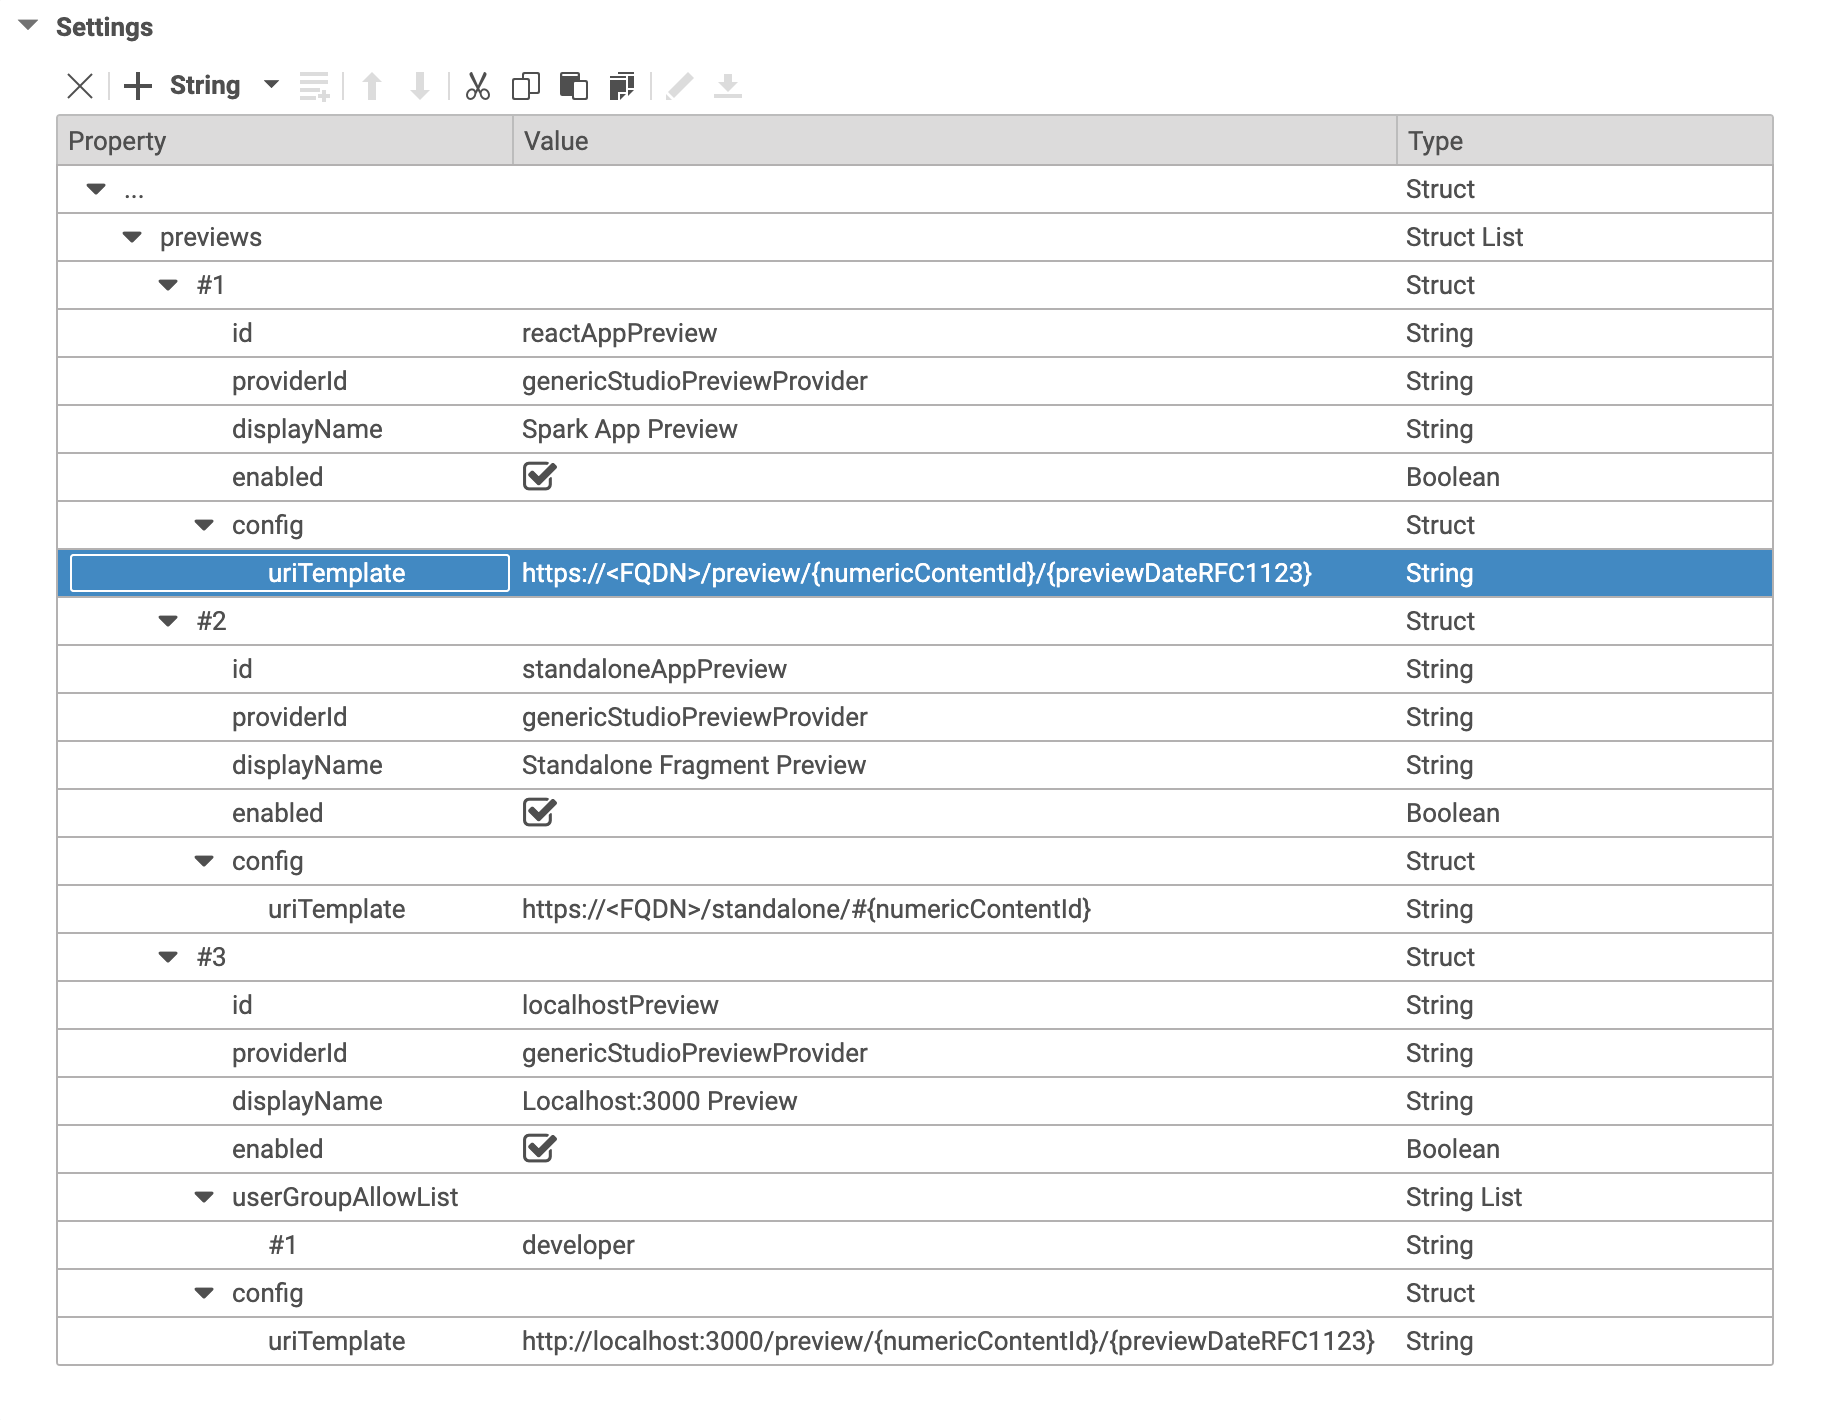 Settings
String
Property Value Type
... Struct
previews Struct List
#1 Struct
id reactAppPreview String
providerId genericStudioPreviewProvider String
displayName Spark App Preview String
enabled Boolean
config Struct
uriTemplate https://<FQDN>/preview/{numericContentId}/{previewDateRFC1123} String
#2 Struct
id standaloneAppPreview String
providerId genericStudioPreviewProvider String
displayName Standalone Fragment Preview String
enabled Boolean
config Struct
uriTemplate https://<FQDN>/standalone/#{numericContentId} String
#3 Struct
id localhostPreview String
providerId genericStudioPreviewProvider String
displayName Localhost:3000 Preview String
enabled Boolean
userGroupAllowList String List
#1 developer String
config Struct
uriTemplate http://localhost:3000/preview/{numericContentId}/{previewDateRFC1123} String